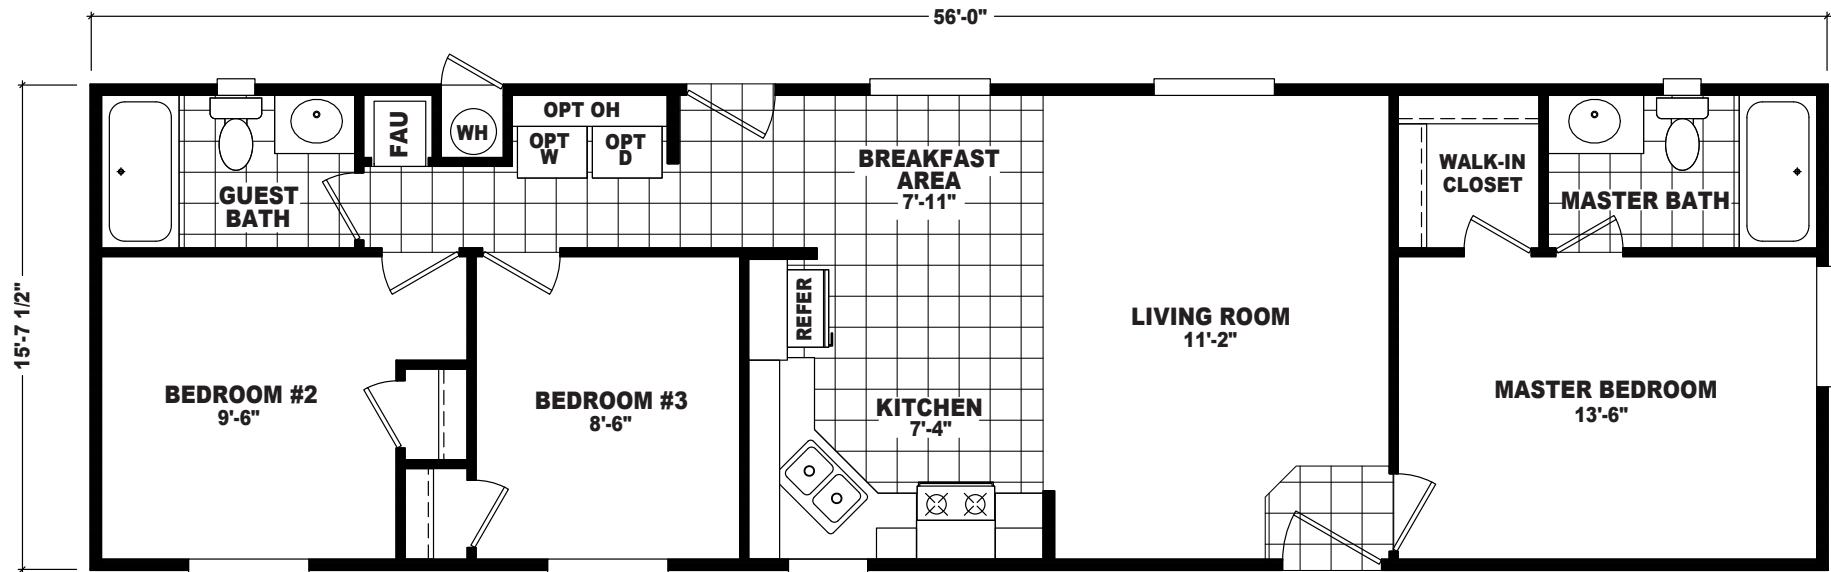 56'-0"
15'-7 1/2"
FAU
WH
OPT OH
OPT
W
OPT
D
GUEST
BATH
BREAKFAST
AREA
7'-11"
WALK-IN
CLOSET
MASTER BATH
REFER
LIVING ROOM
11'-2"
BEDROOM #2
9'-6"
BEDROOM #3
8'-6"
KITCHEN
7'-4"
MASTER BEDROOM
13'-6"